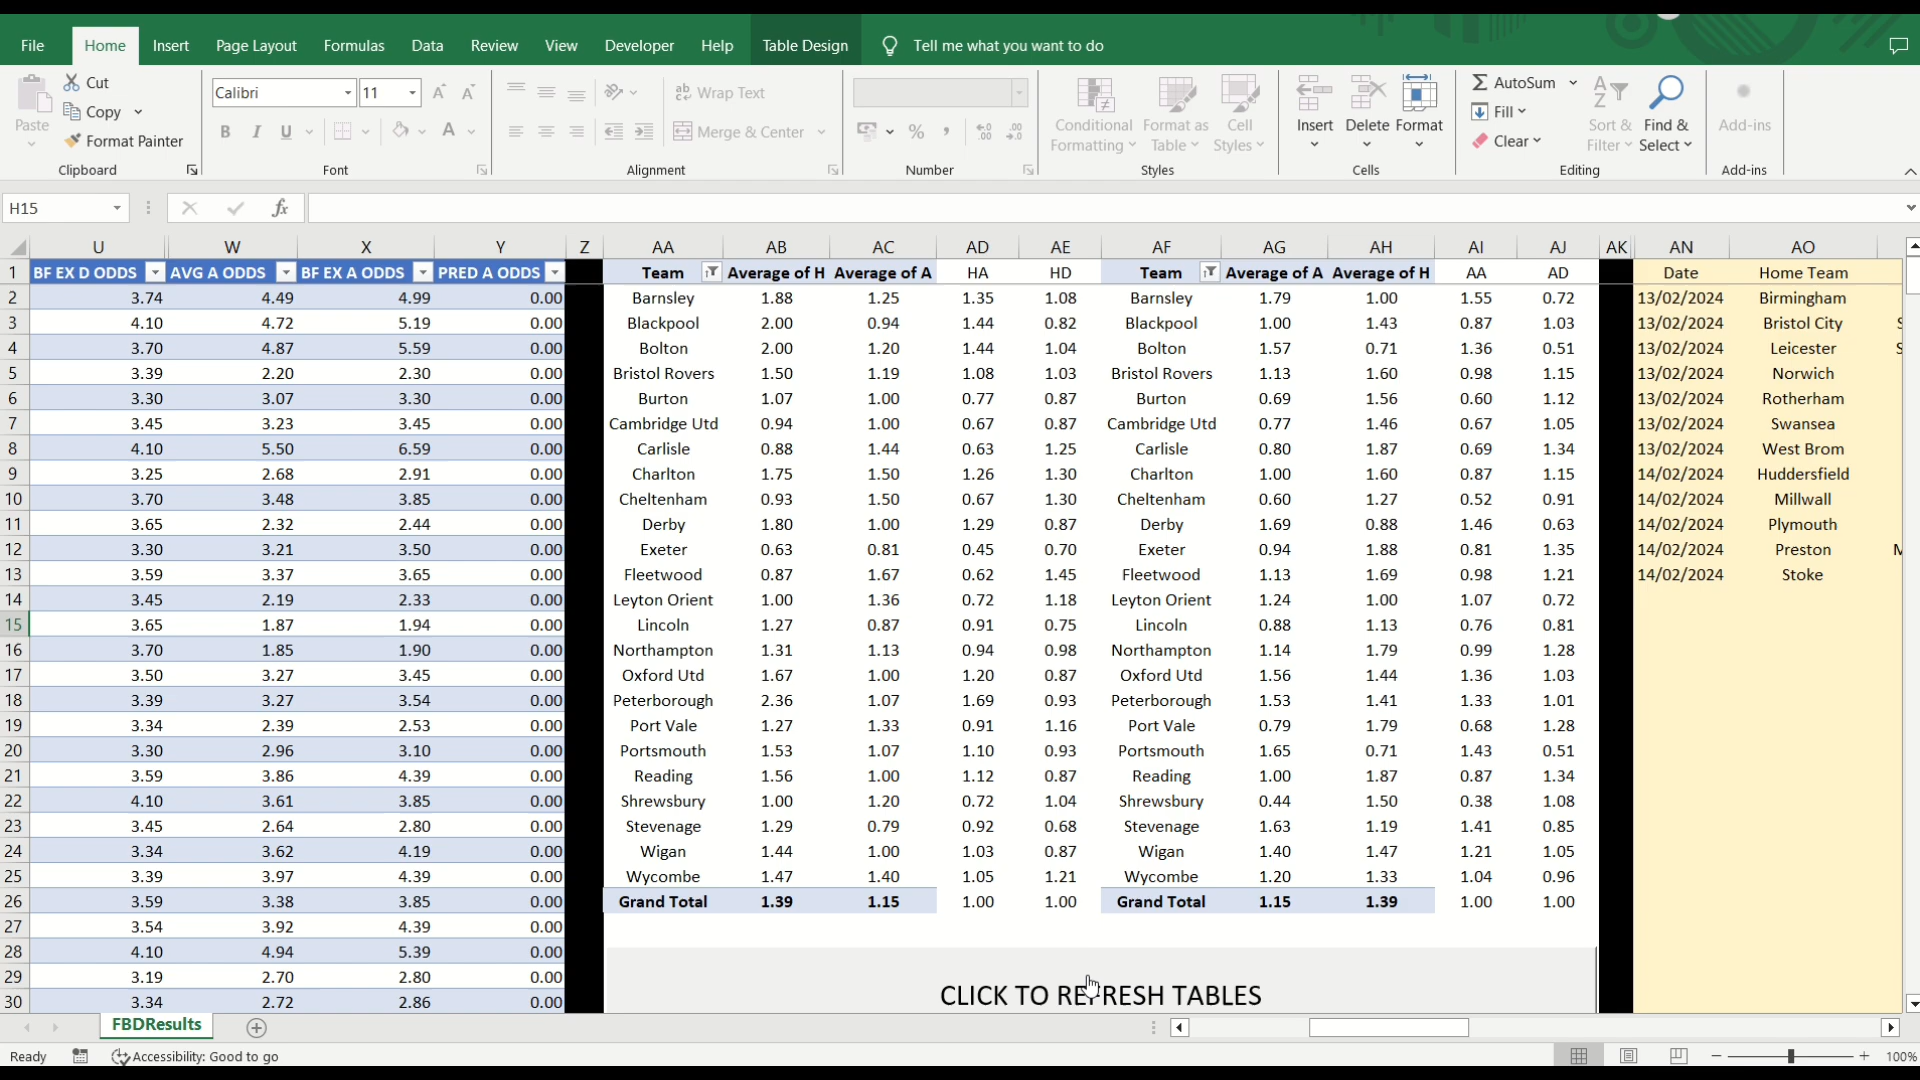 File Home Insert Page Layout Formulas Data Review View Developer Help Table Design Tell me what you want to do
Paste Cut Copy Format Painter Clipboard
Calibri 11 B I U A Font
ab Wrap Text Merge & Center Alignment
% Number
Conditional Formatting Format as Table Cell Styles Styles
Insert Delete Format Cells
AutoSum Fill Clear Sort & Filter Find & Select Editing
Add-ins Add-ins
H15 fx
U W X Y Z AA AB AC AD AE AF AG AH AI AJ AK AN AO
1 BF EX D ODDS AVG A ODDS BF EX A ODDS PRED A ODDS Team Average of H Average of A HA HD Team Average of A Average of H AA AD Date Home Team
2 3.74 4.49 4.99 0.00 Barnsley 1.88 1.25 1.35 1.08 Barnsley 1.79 1.00 1.55 0.72 13/02/2024 Birmingham
3 4.10 4.72 5.19 0.00 Blackpool 2.00 0.94 1.44 0.82 Blackpool 1.00 1.43 0.87 1.03 13/02/2024 Bristol City
4 3.70 4.87 5.59 0.00 Bolton 2.00 1.20 1.44 1.04 Bolton 1.57 0.71 1.36 0.51 13/02/2024 Leicester
5 3.39 2.20 2.30 0.00 Bristol Rovers 1.50 1.19 1.08 1.03 Bristol Rovers 1.13 1.60 0.98 1.15 13/02/2024 Norwich
6 3.30 3.07 3.30 0.00 Burton 1.07 1.00 0.77 0.87 Burton 0.69 1.56 0.60 1.12 13/02/2024 Rotherham
7 3.45 3.23 3.45 0.00 Cambridge Utd 0.94 1.00 0.67 0.87 Cambridge Utd 0.77 1.46 0.67 1.05 13/02/2024 Swansea
8 4.10 5.50 6.59 0.00 Carlisle 0.88 1.44 0.63 1.25 Carlisle 0.80 1.87 0.69 1.34 13/02/2024 West Brom
9 3.25 2.68 2.91 0.00 Charlton 1.75 1.50 1.26 1.30 Charlton 1.00 1.60 0.87 1.15 14/02/2024 Huddersfield
10 3.70 3.48 3.85 0.00 Cheltenham 0.93 1.50 0.67 1.30 Cheltenham 0.60 1.27 0.52 0.91 14/02/2024 Millwall
11 3.65 2.32 2.44 0.00 Derby 1.80 1.00 1.29 0.87 Derby 1.69 0.88 1.46 0.63 14/02/2024 Plymouth
12 3.30 3.21 3.50 0.00 Exeter 0.63 0.81 0.45 0.70 Exeter 0.94 1.88 0.81 1.35 14/02/2024 Preston
13 3.59 3.37 3.65 0.00 Fleetwood 0.87 1.67 0.62 1.45 Fleetwood 1.13 1.69 0.98 1.21 14/02/2024 Stoke
14 3.45 2.19 2.33 0.00 Leyton Orient 1.00 1.36 0.72 1.18 Leyton Orient 1.24 1.00 1.07 0.72
15 3.65 1.87 1.94 0.00 Lincoln 1.27 0.87 0.91 0.75 Lincoln 0.88 1.13 0.76 0.81
16 3.70 1.85 1.90 0.00 Northampton 1.31 1.13 0.94 0.98 Northampton 1.14 1.79 0.99 1.28
17 3.50 3.27 3.45 0.00 Oxford Utd 1.67 1.00 1.20 0.87 Oxford Utd 1.56 1.44 1.36 1.03
18 3.39 3.27 3.54 0.00 Peterborough 2.36 1.07 1.69 0.93 Peterborough 1.53 1.41 1.33 1.01
19 3.34 2.39 2.53 0.00 Port Vale 1.27 1.33 0.91 1.16 Port Vale 0.79 1.79 0.68 1.28
20 3.30 2.96 3.10 0.00 Portsmouth 1.53 1.07 1.10 0.93 Portsmouth 1.65 0.71 1.43 0.51
21 3.59 3.86 4.39 0.00 Reading 1.56 1.00 1.12 0.87 Reading 1.00 1.87 0.87 1.34
22 4.10 3.61 3.85 0.00 Shrewsbury 1.00 1.20 0.72 1.04 Shrewsbury 0.44 1.50 0.38 1.08
23 3.45 2.64 2.80 0.00 Stevenage 1.29 0.79 0.92 0.68 Stevenage 1.63 1.19 1.41 0.85
24 3.34 3.62 4.19 0.00 Wigan 1.44 1.00 1.03 0.87 Wigan 1.40 1.47 1.21 1.05
25 3.39 3.97 4.39 0.00 Wycombe 1.47 1.40 1.05 1.21 Wycombe 1.20 1.33 1.04 0.96
26 3.59 3.38 3.85 0.00 Grand Total 1.39 1.15 1.00 1.00 Grand Total 1.15 1.39 1.00 1.00
27 3.54 3.92 4.39 0.00
28 4.10 4.94 5.39 0.00
29 3.19 2.70 2.80 0.00
30 3.34 2.72 2.86 0.00
CLICK TO REFRESH TABLES
FBDResults
Ready Accessibility: Good to go 100%